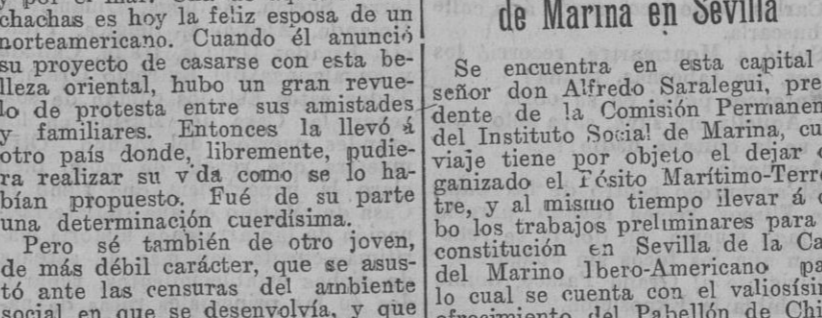 chachas es hoy la feliz esposa de un
norteamericano. Cuando él anunció
su proyecto de casarse con esta be-
lleza oriental, hubo un gran revue-
lo de protesta entre sus amistades
y familiares. Entonces la llevó á
otro país donde, libremente, pudie-
ra realizar su v da como se lo ha-
bían propuesto. Fué de su parte
una determinación cuerdísima.
Pero sé también de otro joven,
de más débil carácter, que se asus-
tó ante las censuras del ambiente
social en que se desenvolvía, y que
de Marina en Sevilla
Se encuentra en esta capital
señor don Alfredo Saralegui, pre
dente de la Comisión Permanen
del Instituto Social de Marina, cu
viaje tiene por objeto el dejar
ganizado el Pósito Marítimo-Terre
tre, y al mismo tiempo llevar á
bo los trabajos preliminares para
constitución en Sevilla de la Ca
del Marino Ibero-Americano pa
lo cual se cuenta con el valiosísi
ofrecimiento del Pabellón de Chi